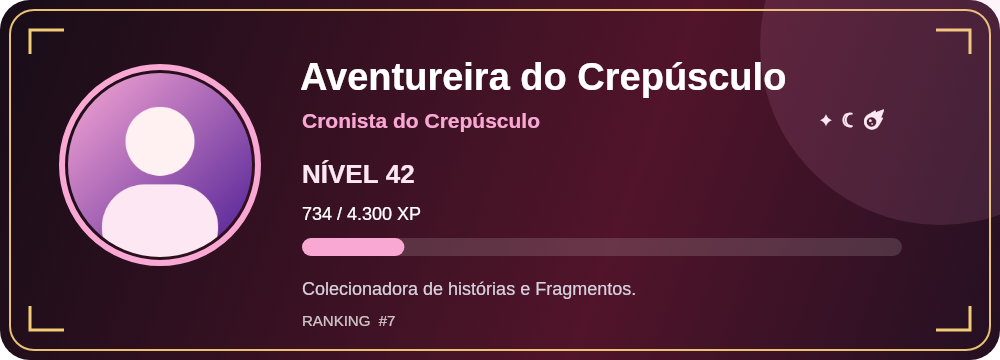 Aventureira do Crepúsculo
Cronista do Crepúsculo
NÍVEL 42
734 / 4.300 XP
Colecionadora de histórias e Fragmentos.
RANKING #7